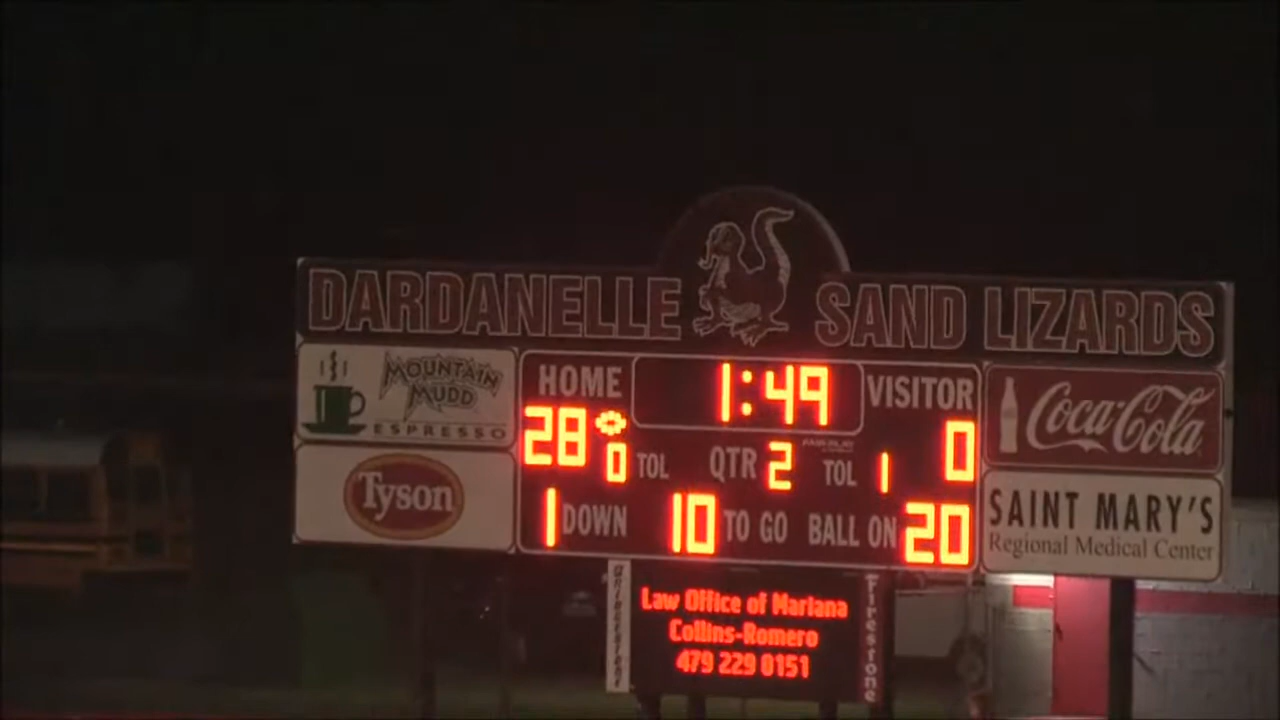 DARDANELLE SAND LIZARDS
MOUNTAIN
MUDD
ESPRESSO
Tyson
HOME 1:49 VISITOR
28 0
0 TOL QTR 2 TOL 1
1 DOWN 10 TO GO BALL ON 20
Coca-Cola
SAINT MARY'S
Regional Medical Center
Law Office of Mariana
Collins-Romero
479 229 0151
Firestone